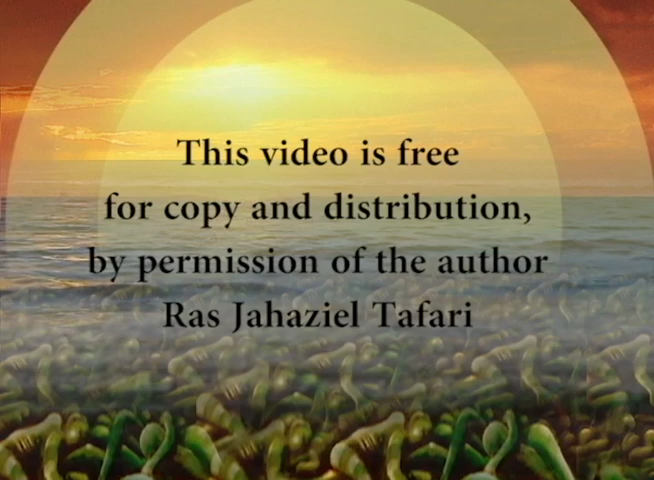 This video is free
for copy and distribution,
by permission of the author
Ras Jahaziel Tafari